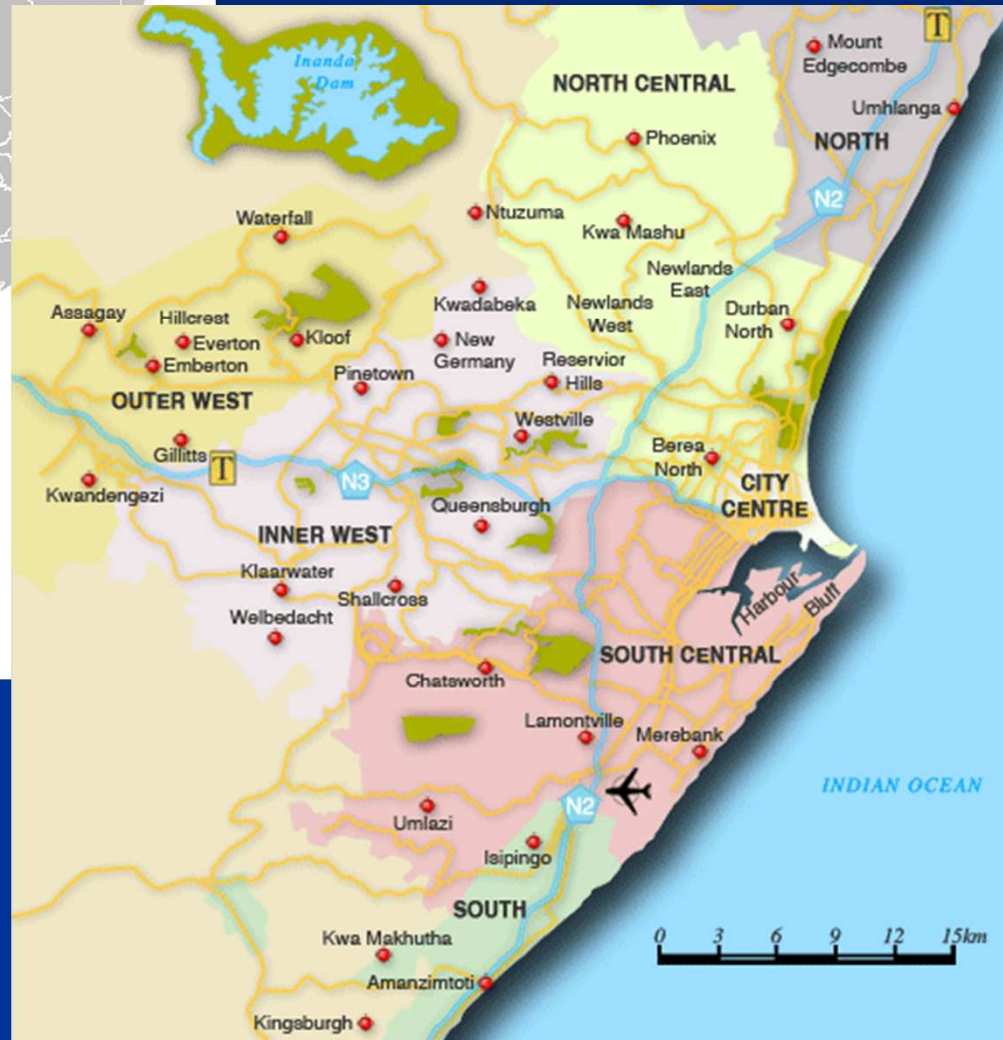 T
Mount
Edgecombe
Inanda
Dam
NORTH CENTRAL
Umhlanga
Phoenix
NORTH
N2
Ntuzuma
Waterfall
Kwa Mashu
Newlands
East
Kwadabeka
Newlands
West
Durban
North
Assagay
Hillcrest
Everton
Kloof
New
Germany
Emberton
Reservior
Hills
Pinetown
OUTER WEST
Westville
Gillitts
T
Berea
North
N3
CITY
CENTRE
Kwandengezi
Queensburgh
INNER WEST
Klaarwater
Shallcross
Harbour
Bluff
Welbedacht
SOUTH CENTRAL
Chatsworth
Lamontville
Merebank
INDIAN OCEAN
N2
Umlazi
Isipingo
SOUTH
Kwa Makhutha
0 3 6 9 12 15km
Amanzimtoti
Kingsburgh